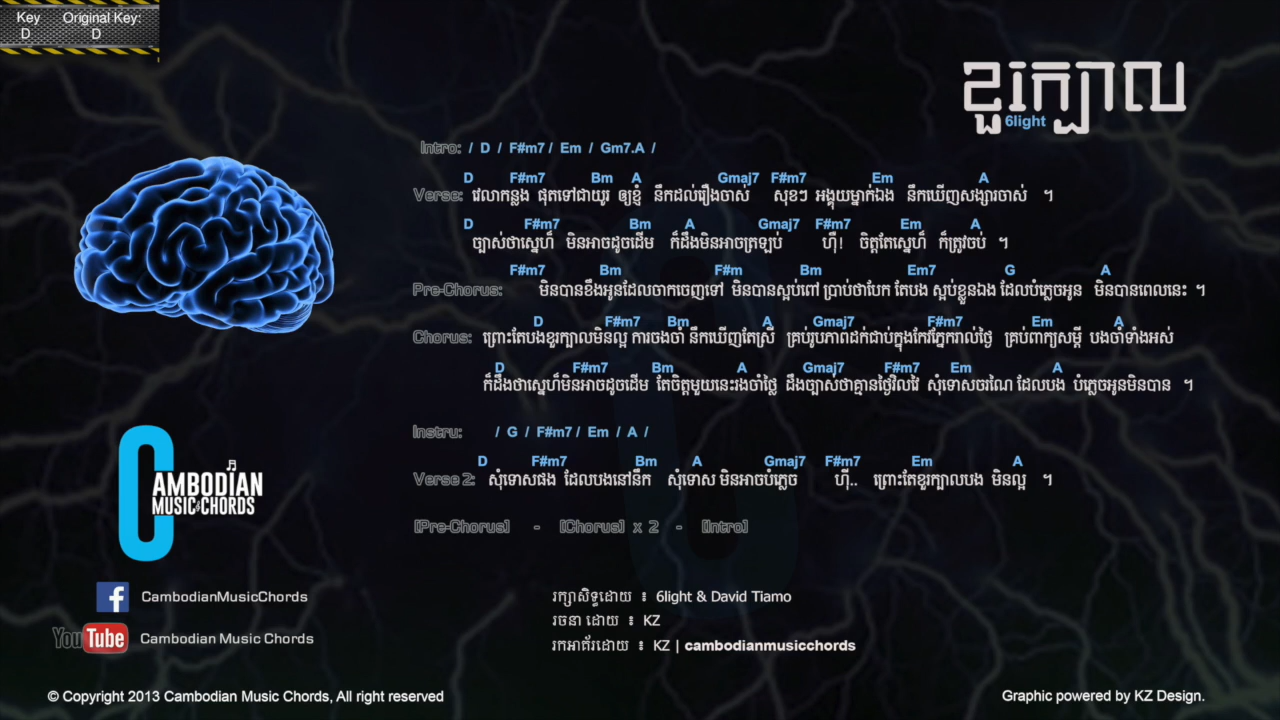 Key Original Key:
D D
ខួរក្បាល
6light
Intro: / D / F#m7 / Em / Gm7.A /
D F#m7 Bm A Gmaj7 F#m7 Em A
Verse: វេលាកន្លង ផុតទៅជាយូរ ឲ្យខ្ញុំ នឹកដល់រឿងចាស់ សុខៗ អង្គុយម្នាក់ឯង នឹកឃើញសង្សារចាស់ ។
D F#m7 Bm A Gmaj7 F#m7 Em A
ច្បាស់ថាស្នេហ៍ មិនអាចដូចដើម ក៏ដឹងមិនអាចត្រឡប់ ហ៊ឺ! ចិត្តតែស្នេហ៍ ក៏ត្រូវចប់ ។
F#m7 Bm F#m Bm Em7 G A
Pre-Chorus: មិនបានខឹងអូនដែលចាកចេញទៅ មិនបានស្អប់ពៅ ប្រាប់ថាបែក តែបង ស្អប់ខ្លួនឯង ដែលបំភ្លេចអូន មិនបានពេលនេះ ។
D F#m7 Bm A Gmaj7 F#m7 Em A
Chorus: ព្រោះតែបងខួរក្បាលមិនល្អ ការចងចាំ នឹកឃើញតែស្រី គ្រប់រូបភាពដក់ជាប់ក្នុងកែវភ្នែករាល់ថ្ងៃ គ្រប់ពាក្យសម្ដី បងចាំទាំងអស់
D F#m7 Bm A Gmaj7 F#m7 Em A
ក៏ដឹងថាស្នេហ៍មិនអាចដូចដើម តែចិត្តមួយនេះរងចាំថ្លៃ ដឹងច្បាស់ថាគ្មានថ្ងៃវិលវៃ សុំទោសចរណៃ ដែលបង បំភ្លេចអូនមិនបាន ។
Instru: / G / F#m7 / Em / A /
D F#m7 Bm A Gmaj7 F#m7 Em A
Verse 2: សុំទោសផង ដែលបងនៅនឹក សុំទោស មិនអាចបំភ្លេច ហ៊ឺ.. ព្រោះតែខួរក្បាលបង មិនល្អ ។
[Pre-Chorus] - [Chorus] x 2 - [Intro]
CAMBODIAN
MUSIC CHORDS
CambodianMusicChords
YouTube Cambodian Music Chords
រក្សាសិទ្ធដោយ ៖ 6light & David Tiamo
រចនា ដោយ ៖ KZ
រកអាគ័រដោយ ៖ KZ | cambodianmusicchords
© Copyright 2013 Cambodian Music Chords, All right reserved
Graphic powered by KZ Design.